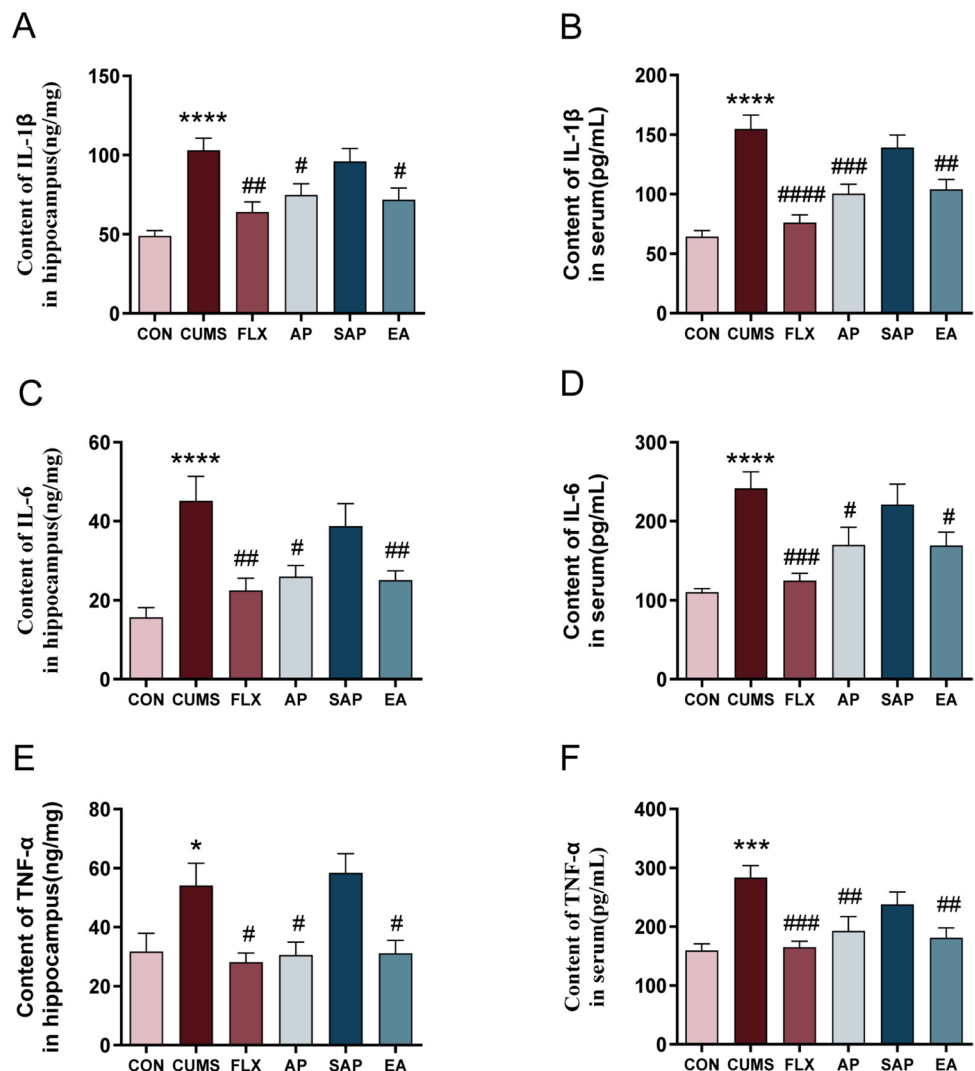 A
Content of IL-1β
in hippocampus(ng/mg)
150
100
50
0
****
##
#
#
CON CUMS FLX AP SAP EA
B
Content of IL-1β
in serum(pg/mL)
200
150
100
50
0
****
####
###
##
CON CUMS FLX AP SAP EA
C
Content of IL-6
in hippocampus(ng/mg)
60
40
20
0
****
##
#
##
CON CUMS FLX AP SAP EA
D
Content of IL-6
in serum(pg/mL)
300
200
100
0
****
###
#
#
CON CUMS FLX AP SAP EA
E
Content of TNF-α
in hippocampus(ng/mg)
80
60
40
20
0
*
#
#
#
CON CUMS FLX AP SAP EA
F
Content of TNF-α
in serum(pg/mL)
400
300
200
100
0
***
###
##
##
CON CUMS FLX AP SAP EA